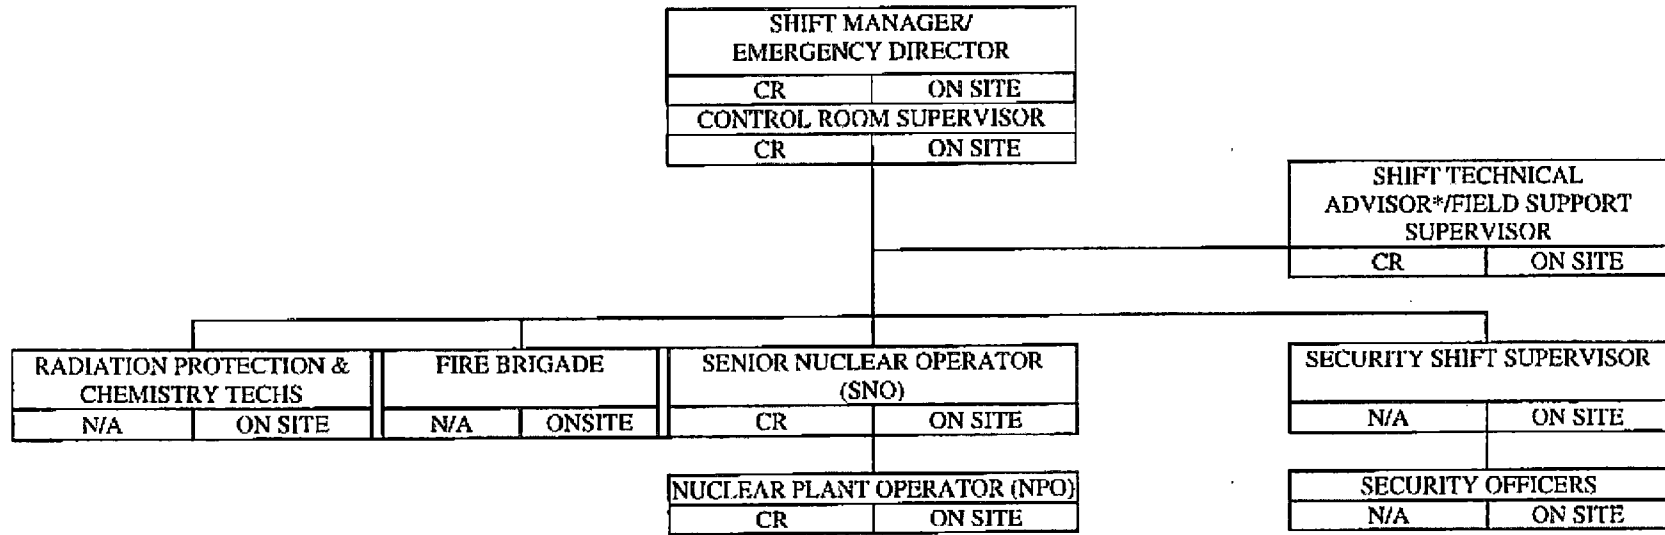 SHIFT MANAGER/
EMERGENCY DIRECTOR
CR ON SITE
CONTROL ROOM SUPERVISOR
CR ON SITE
SHIFT TECHNICAL
ADVISOR*/FIELD SUPPORT
SUPERVISOR
CR ON SITE
RADIATION PROTECTION &
CHEMISTRY TECHS
N/A ON SITE
FIRE BRIGADE
N/A ONSITE
SENIOR NUCLEAR OPERATOR
(SNO)
CR ON SITE
SECURITY SHIFT SUPERVISOR
N/A ON SITE
NUCLEAR PLANT OPERATOR (NPO)
CR ON SITE
SECURITY OFFICERS
N/A ON SITE